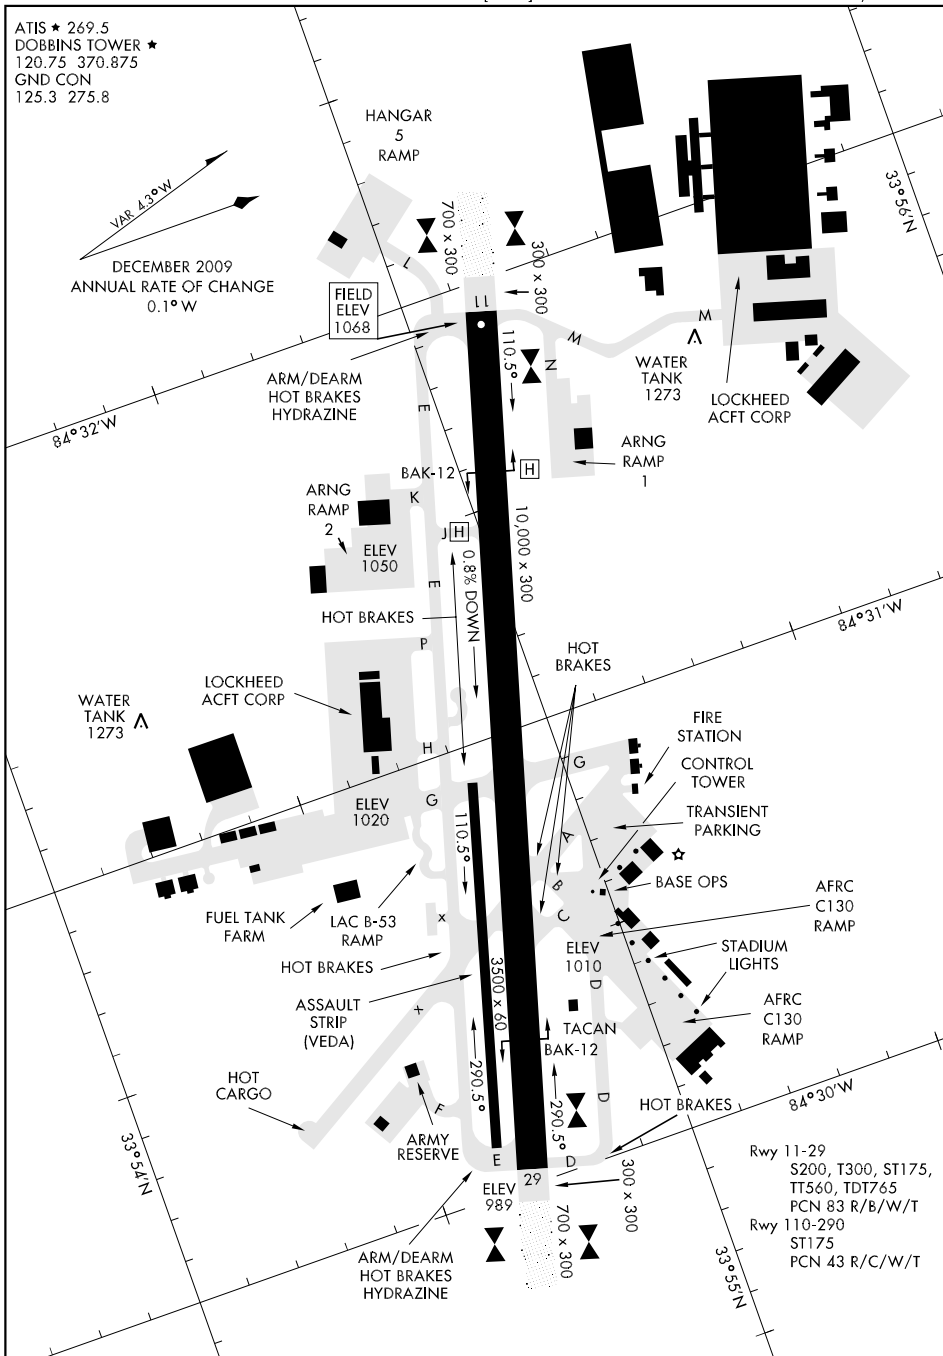 ATIS ★ 269.5
DOBBINS TOWER ★
120.75 370.875
GND CON
125.3 275.8
VAR 4.3° W
DECEMBER 2009
ANNUAL RATE OF CHANGE
0.1° W
HANGAR
5
RAMP
700 x 300
300 x 300
33°56'N
L
FIELD
ELEV
1068
11
110.5°
M
M
N
WATER
TANK
1273
LOCKHEED
ACFT CORP
ARM/DEARM
HOT BRAKES
HYDRAZINE
84°32'W
E
ARNG
RAMP
1
BAK-12
H
K
ARNG
RAMP
2
J
H
ELEV
1050
10,000 x 300
0.8% DOWN
E
HOT BRAKES
84°31'W
P
HOT
BRAKES
LOCKHEED
ACFT CORP
WATER
TANK
1273
FIRE
STATION
H
G
CONTROL
TOWER
G
ELEV
1020
TRANSIENT
PARKING
110.5°
A
B
BASE OPS
C
FUEL TANK
FARM
LAC B-53
RAMP
x
AFRC
C130
RAMP
ELEV
1010
STADIUM
LIGHTS
HOT BRAKES
3500 x 60
D
ASSAULT
STRIP
(VEDA)
x
TACAN
AFRC
C130
RAMP
BAK-12
HOT
CARGO
290.5°
290.5°
D
HOT BRAKES
84°30'W
F
ARMY
RESERVE
33°54'N
E
D
29
ELEV
989
300 x 300
700 x 300
ARM/DEARM
HOT BRAKES
HYDRAZINE
33°55'N
Rwy 11-29
S200, T300, ST175,
TT560, TDT765
PCN 83 R/B/W/T
Rwy 110-290
ST175
PCN 43 R/C/W/T